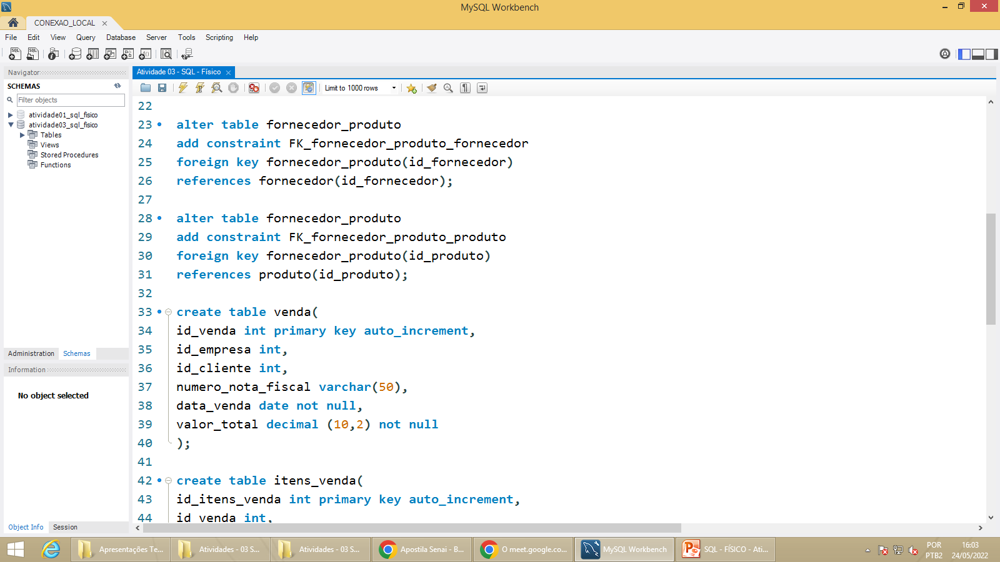 MySQL Workbench
CONEXAO_LOCAL
File Edit View Query Database Server Tools Scripting Help
Navigator
SCHEMAS
Filter objects
atividade01_sql_fisico
atividade03_sql_fisico
Tables
Views
Stored Procedures
Functions
Administration Schemas
Information
No object selected
Object Info Session
Atividade 03 - SQL - Físico
Limit to 1000 rows
22
23 alter table fornecedor_produto
24 add constraint FK_fornecedor_produto_fornecedor
25 foreign key fornecedor_produto(id_fornecedor)
26 references fornecedor(id_fornecedor);
27
28 alter table fornecedor_produto
29 add constraint FK_fornecedor_produto_produto
30 foreign key fornecedor_produto(id_produto)
31 references produto(id_produto);
32
33 create table venda(
34 id_venda int primary key auto_increment,
35 id_empresa int,
36 id_cliente int,
37 numero_nota_fiscal varchar(50),
38 data_venda date not null,
39 valor_total decimal (10,2) not null
40 );
41
42 create table itens_venda(
43 id_itens_venda int primary key auto_increment,
44 id_venda int,
Apresentações Te... Atividades - 03 S... Atividades - 03 S... Apostila Senai - B... O meet.google.co... MySQL Workbench SQL - FÍSICO - Ati...
POR 16:03
PTB2 24/05/2022